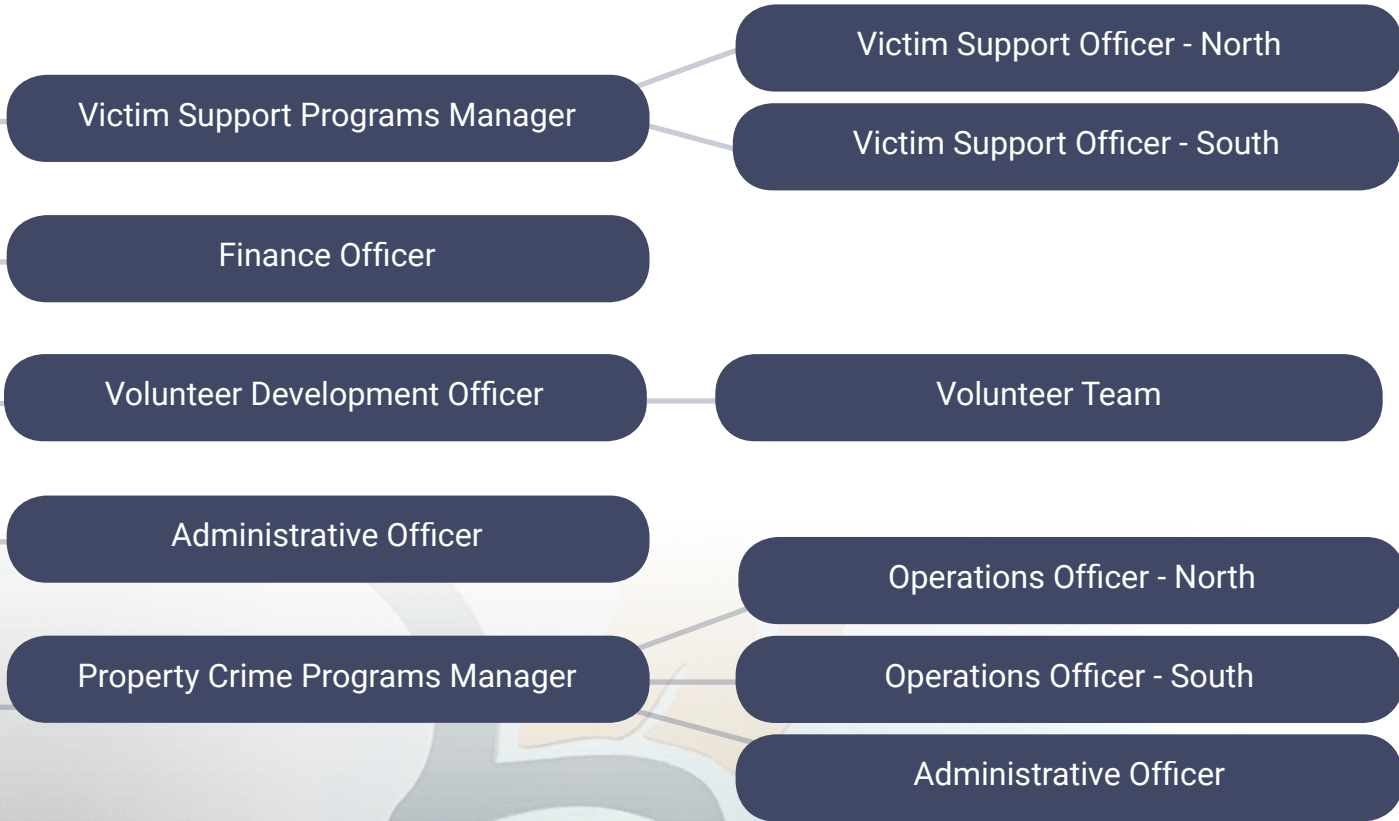 Victim Support Officer - North
Victim Support Programs Manager
Victim Support Officer - South
Finance Officer
Volunteer Development Officer
Volunteer Team
Administrative Officer
Operations Officer - North
Property Crime Programs Manager
Operations Officer - South
Administrative Officer